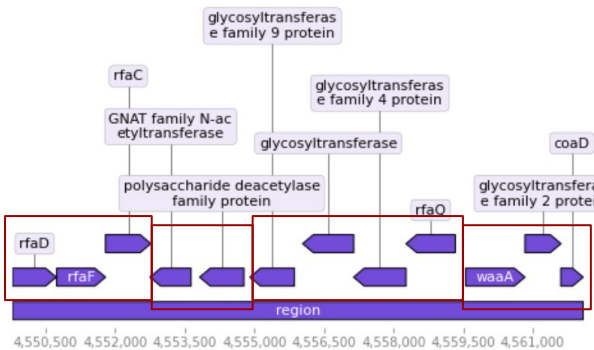 glycosyltransferas
e family 9 protein
rfaC
glycosyltransferas
e family 4 protein
GNAT family N-ac
etyltransferase
glycosyltransferase
coaD
polysaccharide deacetylase
family protein
glycosyltransfera
e family 2 protei
rfaQ
rfaD
rfaF
waaA
region
4,550,500 4,552,000 4,553,500 4,555,000 4,556,500 4,558,000 4,559,500 4,561,000